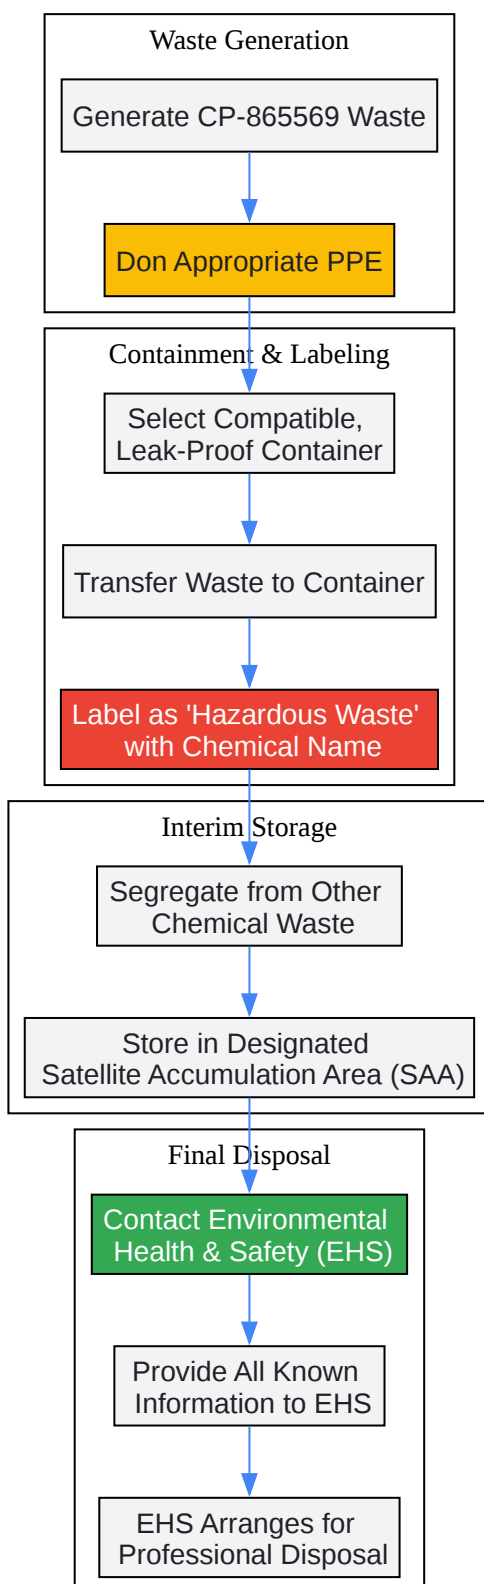 Waste Generation
Generate CP-865569 Waste
Don Appropriate PPE
Containment & Labeling
Select Compatible,
Leak-Proof Container
Transfer Waste to Container
Label as 'Hazardous Waste'
with Chemical Name
Interim Storage
Segregate from Other
Chemical Waste
Store in Designated
Satellite Accumulation Area (SAA)
Final Disposal
Contact Environmental
Health & Safety (EHS)
Provide All Known
Information to EHS
EHS Arranges for
Professional Disposal